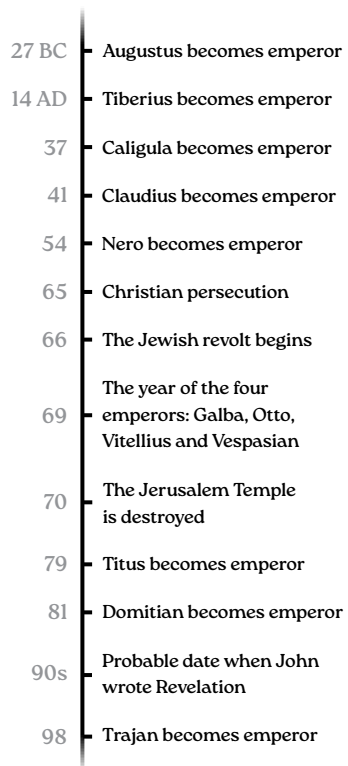 27 BC Augustus becomes emperor
14 AD Tiberius becomes emperor
37 Caligula becomes emperor
41 Claudius becomes emperor
54 Nero becomes emperor
65 Christian persecution
66 The Jewish revolt begins
The year of the four
69 emperors: Galba, Otto,
Vitellius and Vespasian
70 The Jerusalem Temple
is destroyed
79 Titus becomes emperor
81 Domitian becomes emperor
90s Probable date when John
wrote Revelation
98 Trajan becomes emperor